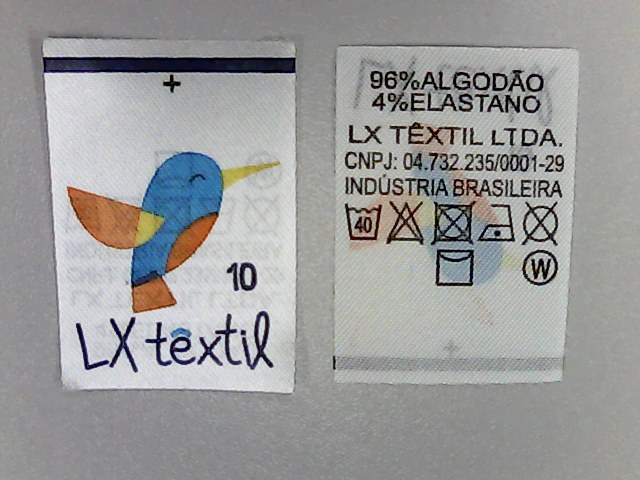 10
LX têxtil
96%ALGODÃO
4%ELASTANO
LX TÊXTIL LTDA.
CNPJ: 04.732.235/0001-29
INDÚSTRIA BRASILEIRA
40
W